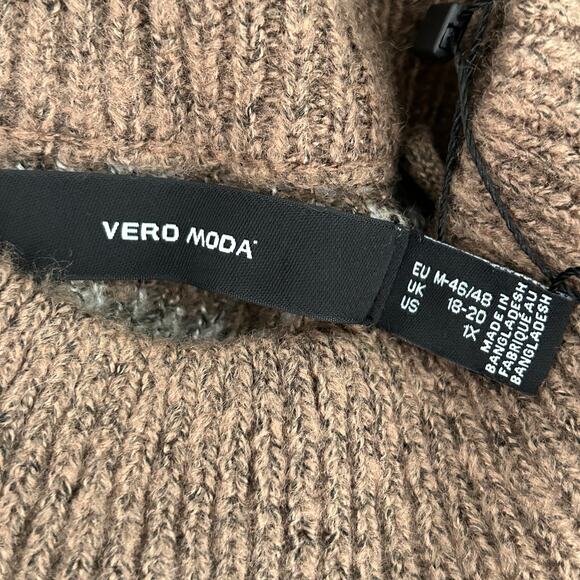 VERO MODA
EU M-46/48
UK 18-20
US 1X
MADE IN
BANGLADESH
FABRIQUÉ AU
BANGLADESH